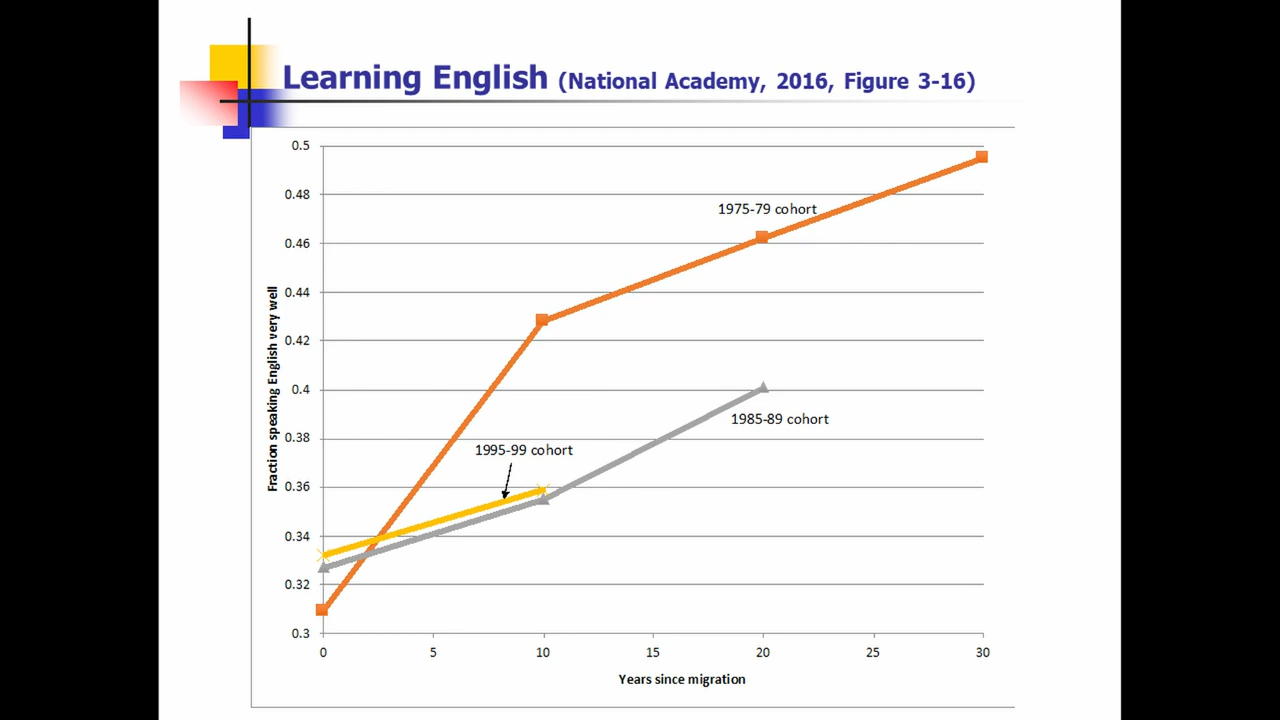 Learning English (National Academy, 2016, Figure 3-16)
0.5
0.48
1975-79 cohort
0.46
0.44
0.42
0.4
1985-89 cohort
0.38
1995-99 cohort
0.36
0.34
0.32
0.3
Fraction speaking English very well
0 5 10 15 20 25 30
Years since migration